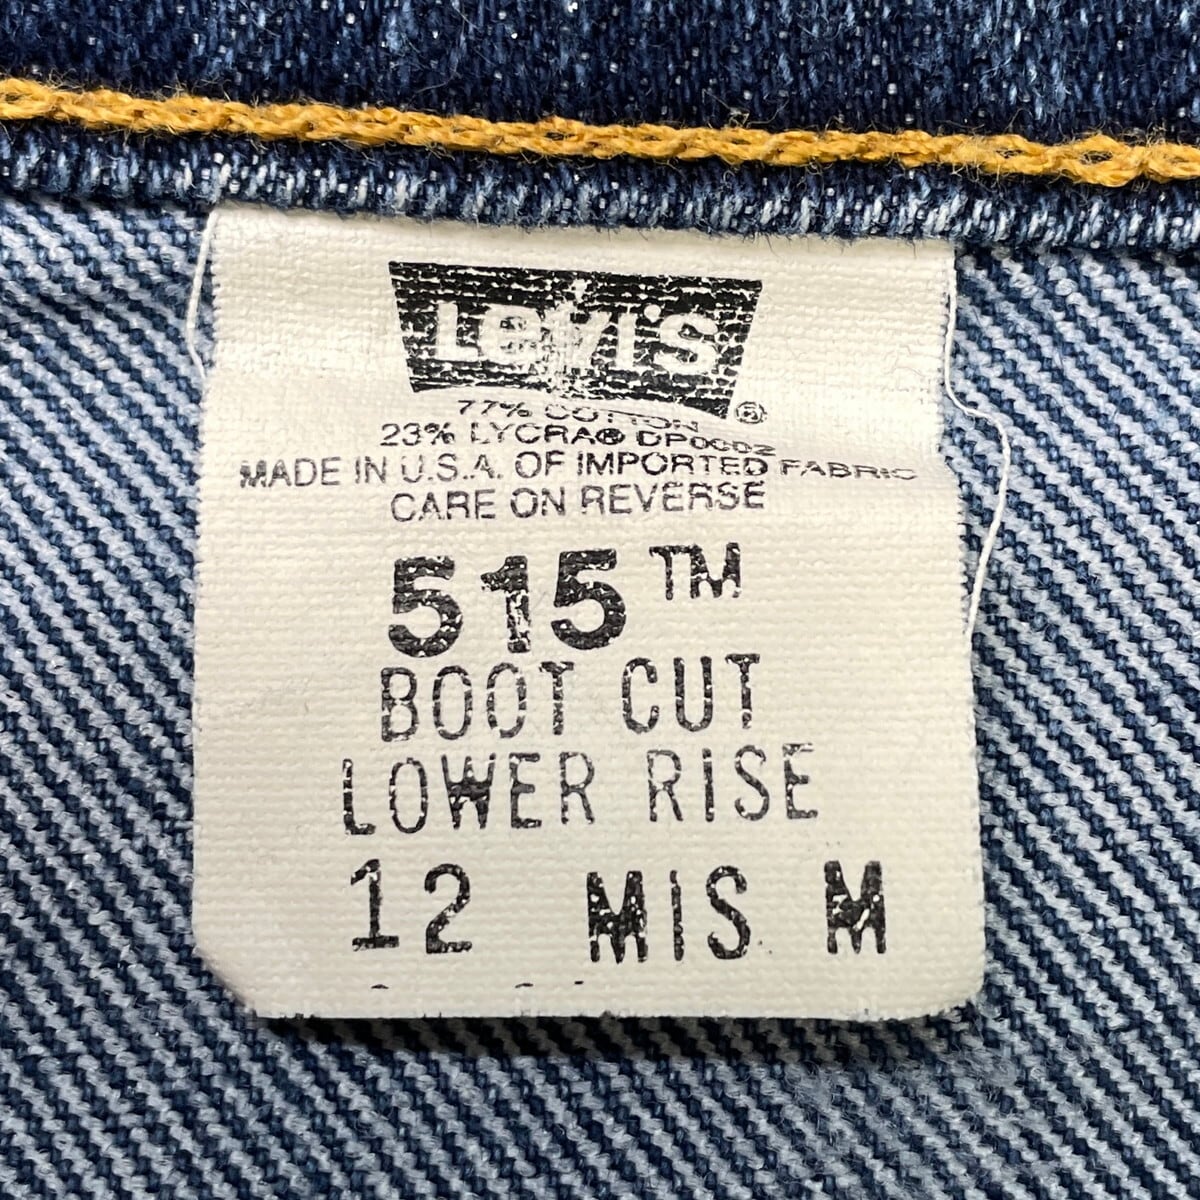 Levi's ®
77% COTTON
23% LYCRA® DP0002
MADE IN U.S.A. OF IMPORTED FABRIC
CARE ON REVERSE
515™
BOOT CUT
LOWER RISE
12 MIS M